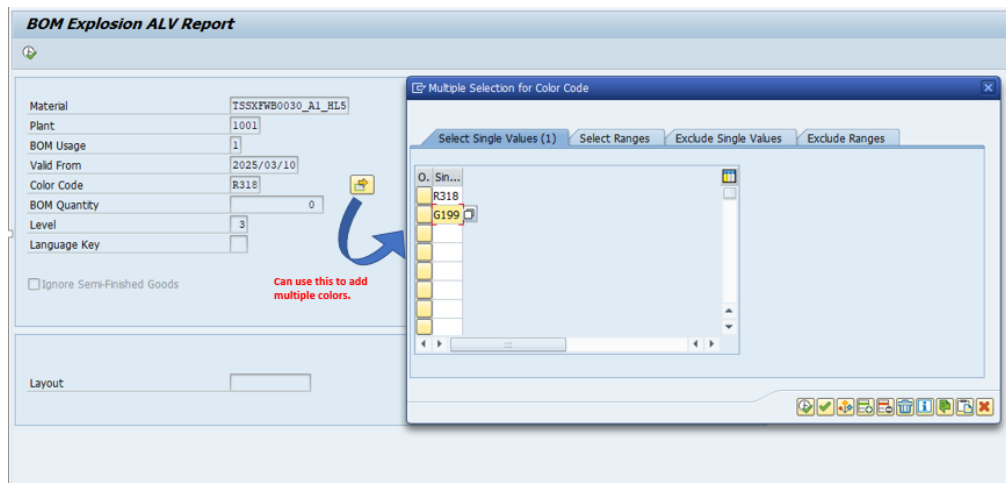 BOM Explosion ALV Report
Multiple Selection for Color Code
Material TSSXFWB0030_A1_HL5
Plant 1001
BOM Usage 1
Valid From 2025/03/10
Color Code R318
BOM Quantity 0
Level 3
Language Key
Ignore Semi-Finished Goods
Can use this to add
multiple colors.
Select Single Values (1) Select Ranges Exclude Single Values Exclude Ranges
O.. Sin...
R318
G199
Layout